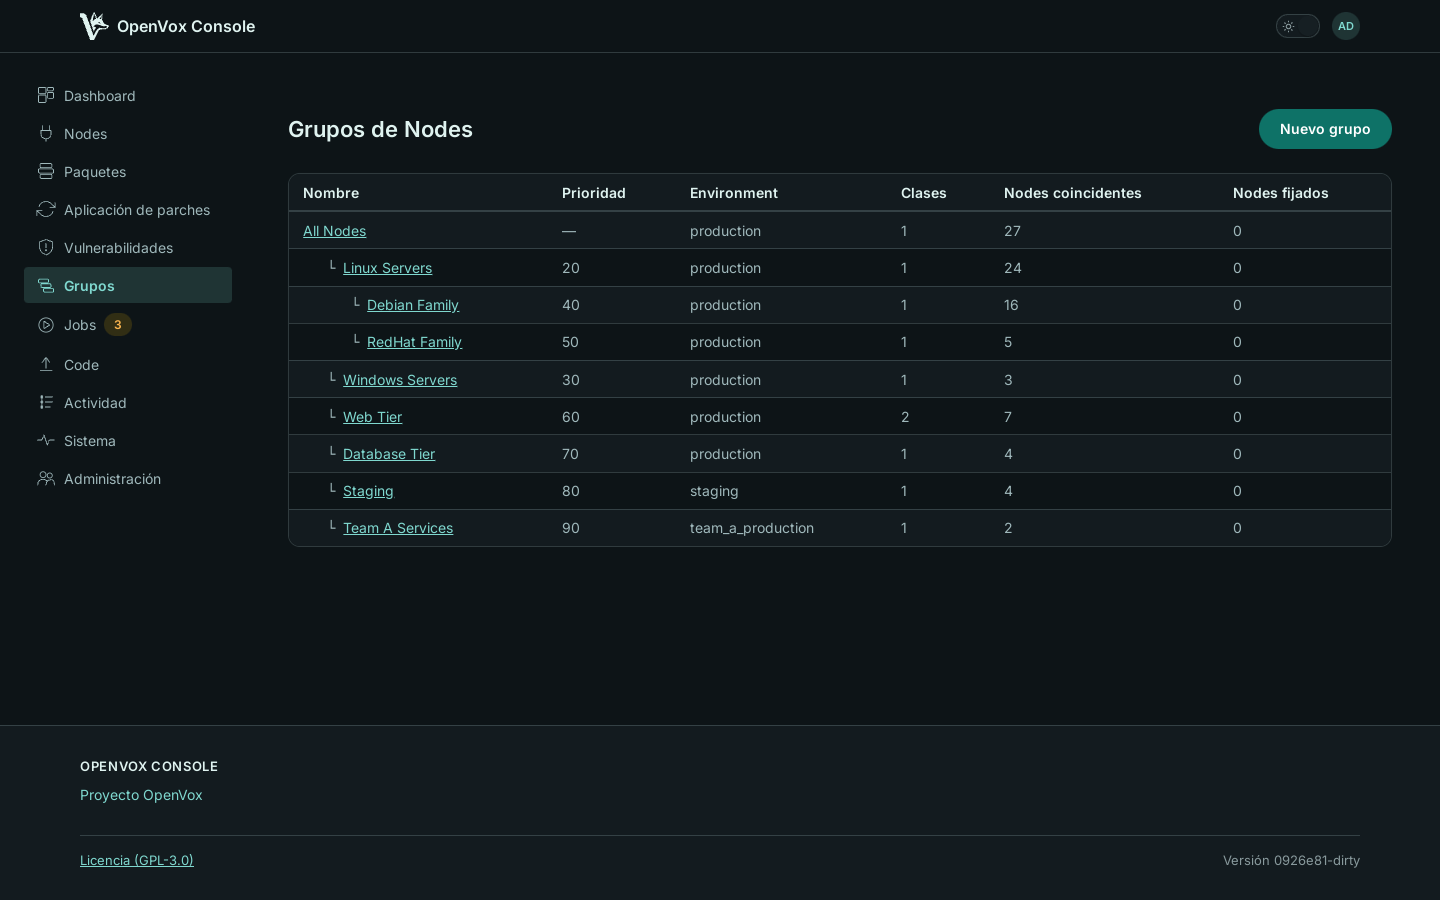 OpenVox Console
AD
Dashboard
Nodes
Paquetes
Aplicación de parches
Vulnerabilidades
Grupos
Jobs 3
Code
Actividad
Sistema
Administración
Grupos de Nodes
Nuevo grupo
Nombre Prioridad Environment Clases Nodes coincidentes Nodes fijados
All Nodes — production 1 27 0
└ Linux Servers 20 production 1 24 0
└ Debian Family 40 production 1 16 0
└ RedHat Family 50 production 1 5 0
└ Windows Servers 30 production 1 3 0
└ Web Tier 60 production 2 7 0
└ Database Tier 70 production 1 4 0
└ Staging 80 staging 1 4 0
└ Team A Services 90 team_a_production 1 2 0
OPENVOX CONSOLE
Proyecto OpenVox
Licencia (GPL-3.0)
Versión 0926e81-dirty